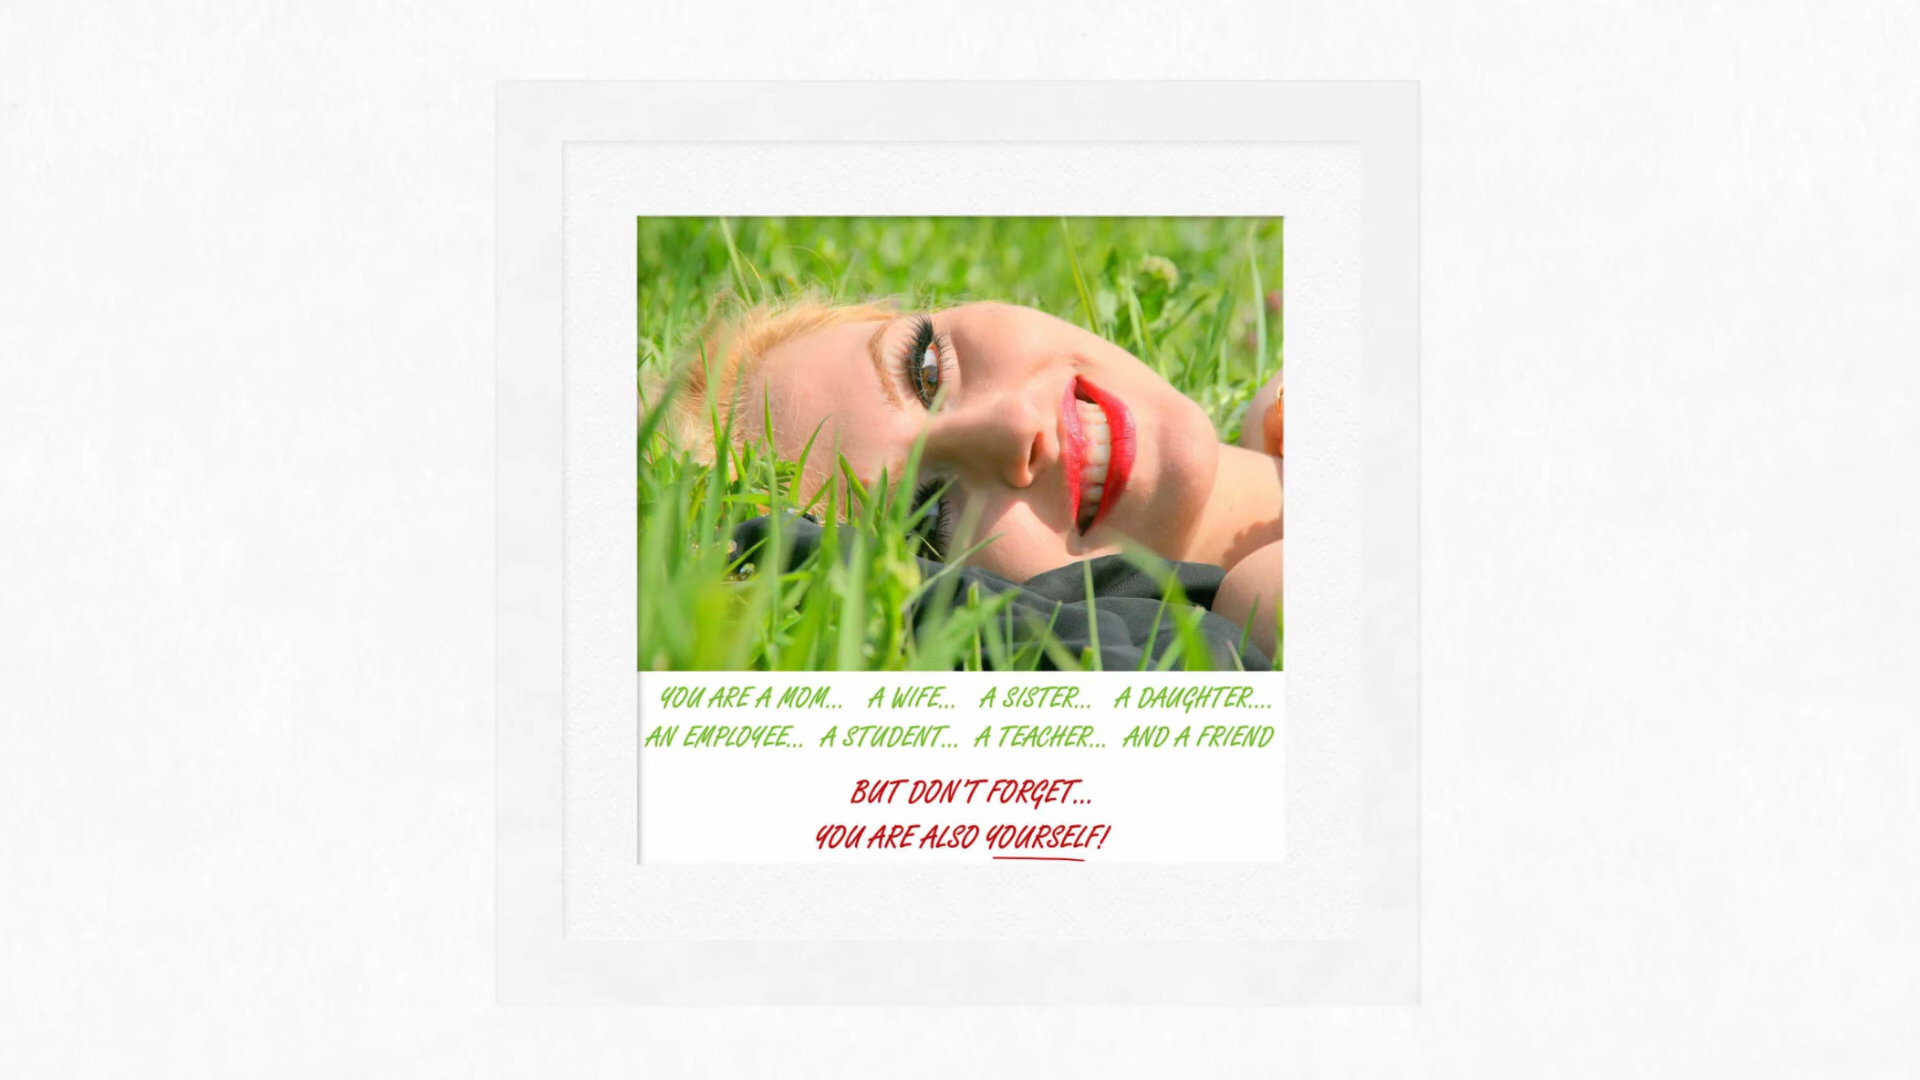 YOU ARE A MOM... A WIFE... A SISTER... A DAUGHTER....
AN EMPLOYEE... A STUDENT... A TEACHER... AND A FRIEND
BUT DON'T FORGET...
YOU ARE ALSO YOURSELF!